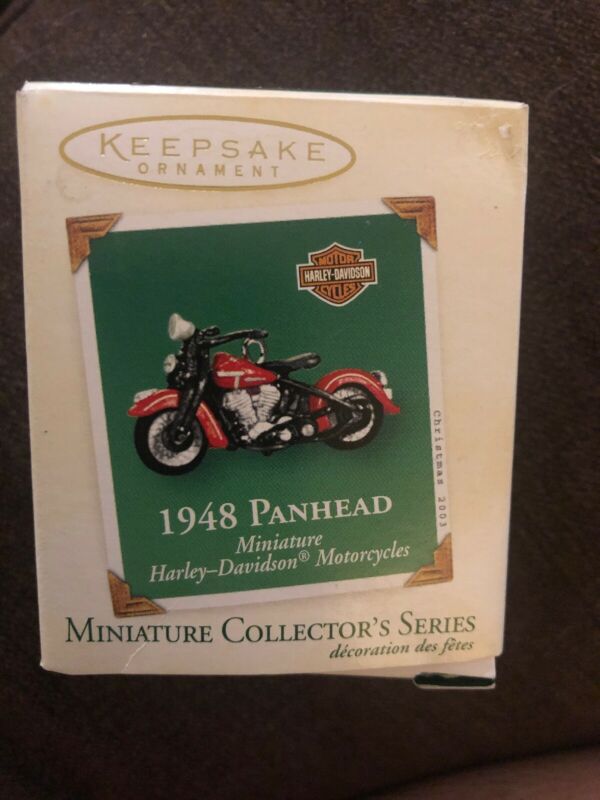 KEEPSAKE
ORNAMENT
MOTOR
HARLEY-DAVIDSON
CYCLES
Christmas 2003
1948 PANHEAD
Miniature
Harley–Davidson® Motorcycles
MINIATURE COLLECTOR'S SERIES
décoration des fêtes